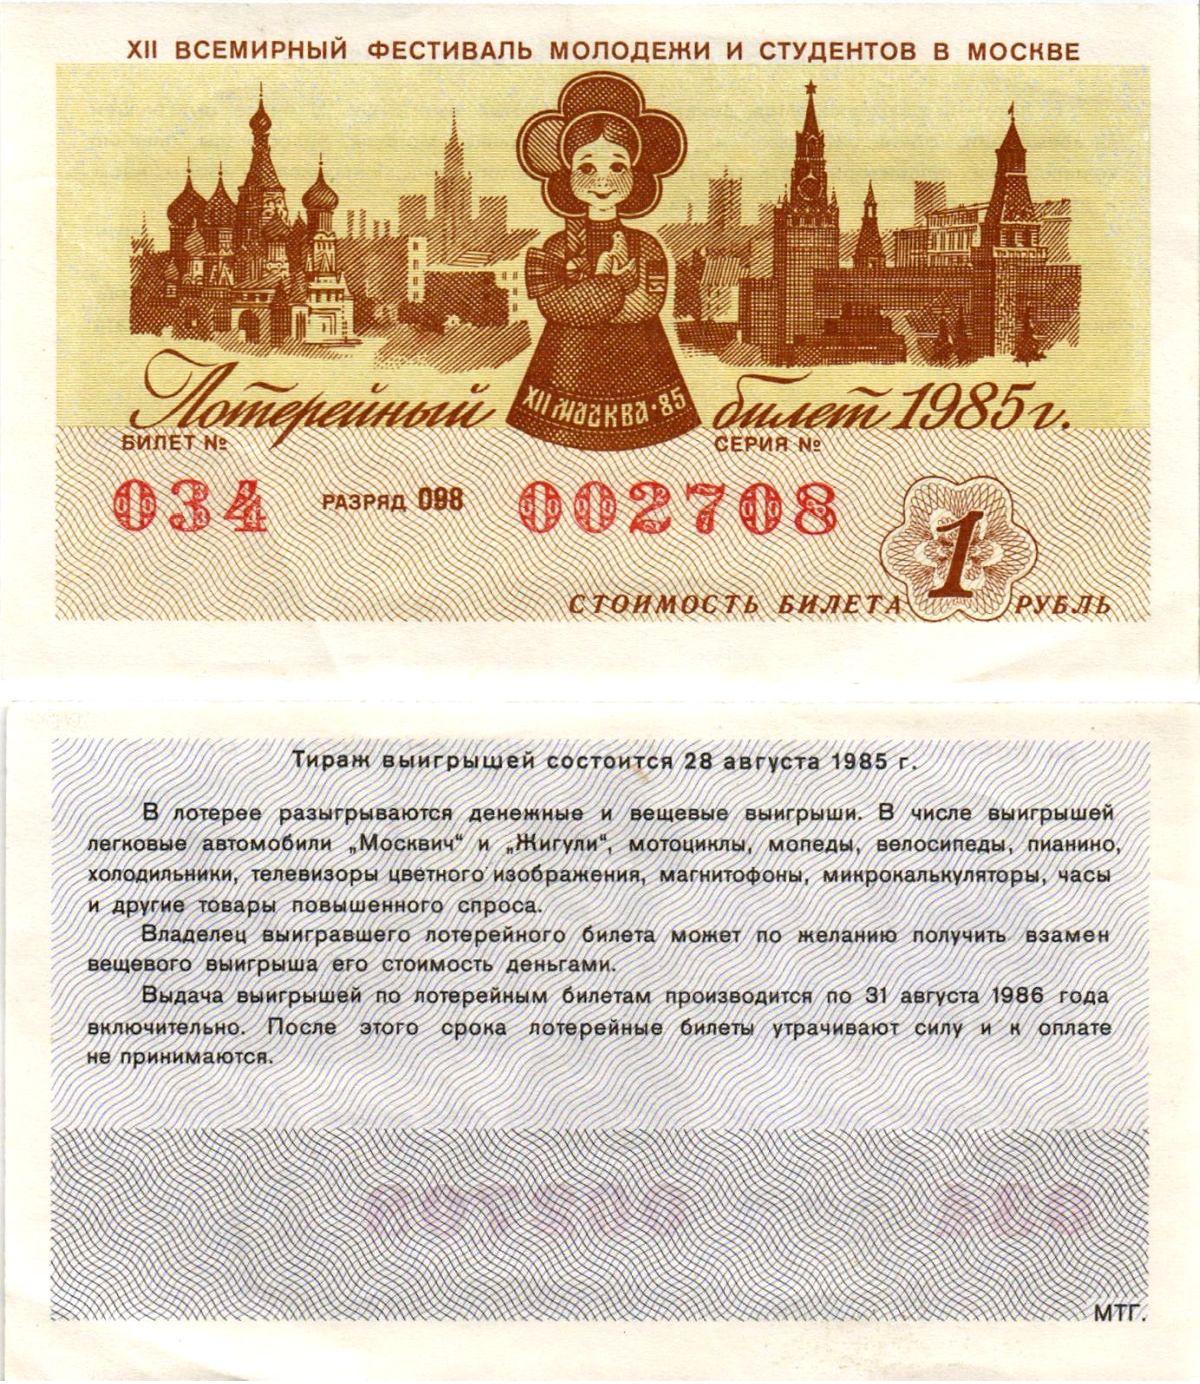 XII ВСЕМИРНЫЙ ФЕСТИВАЛЬ МОЛОДЕЖИ И СТУДЕНТОВ В МОСКВЕ
XII МОСКВА·85
Лотерейный билет 1985 г.
БИЛЕТ № СЕРИЯ №
034 РАЗРЯД 098 002708
СТОИМОСТЬ БИЛЕТА 1 РУБЛЬ
Тираж выигрышей состоится 28 августа 1985 г.
В лотерее разыгрываются денежные и вещевые выигрыши. В числе выигрышей
легковые автомобили „Москвич“ и „Жигули“, мотоциклы, мопеды, велосипеды, пианино,
холодильники, телевизоры цветного изображения, магнитофоны, микрокалькуляторы, часы
и другие товары повышенного спроса.
Владелец выигравшего лотерейного билета может по желанию получить взамен
вещевого выигрыша его стоимость деньгами.
Выдача выигрышей по лотерейным билетам производится по 31 августа 1986 года
включительно. После этого срока лотерейные билеты утрачивают силу и к оплате
не принимаются.
МТГ.